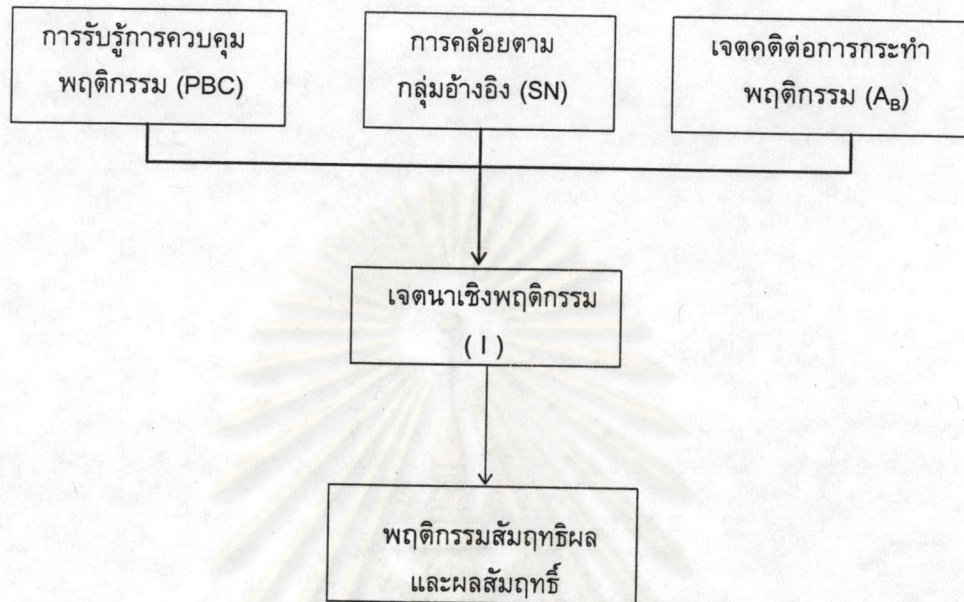 การรับรู้การควบคุม
พฤติกรรม (PBC)
การคล้อยตาม
กลุ่มอ้างอิง (SN)
เจตคติต่อการกระทำ
พฤติกรรม (A_B)
เจตนาเชิงพฤติกรรม
( I )
พฤติกรรมสัมฤทธิผล
และผลสัมฤทธิ์